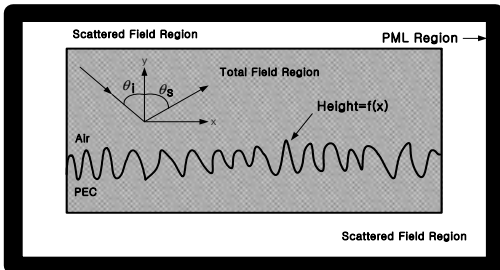 Scattered Field Region
PML Region
y
θi
θs
Total Field Region
x
Height=f(x)
Air
PEC
Scattered Field Region